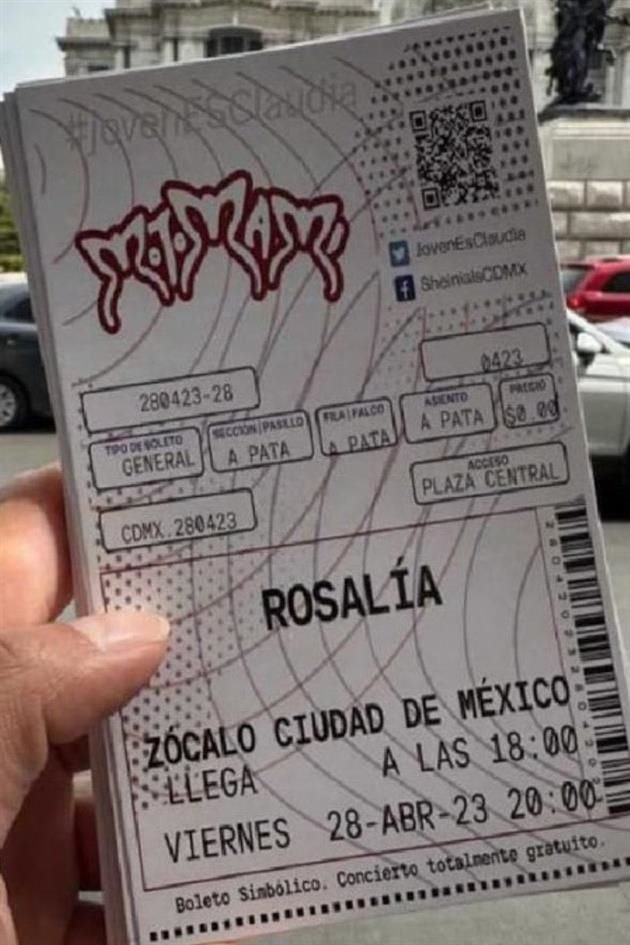 #JovenEsClaudia
MOTOMAMI
JovenEsClaudia
SheinialsCDMX
0423
280423-28
TIPO DE BOLETO
GENERAL
SECCIÓN|PASILLO
A PATA
FILA|PALCO
A PATA
ASIENTO
A PATA
PRECIO
$0.00
ACCESO
PLAZA CENTRAL
CDMX.280423
ROSALÍA
ZÓCALO CIUDAD DE MÉXICO
LLEGA A LAS 18:00
VIERNES 28-ABR-23 20:00
Boleto Simbólico. Concierto totalmente gratuito.